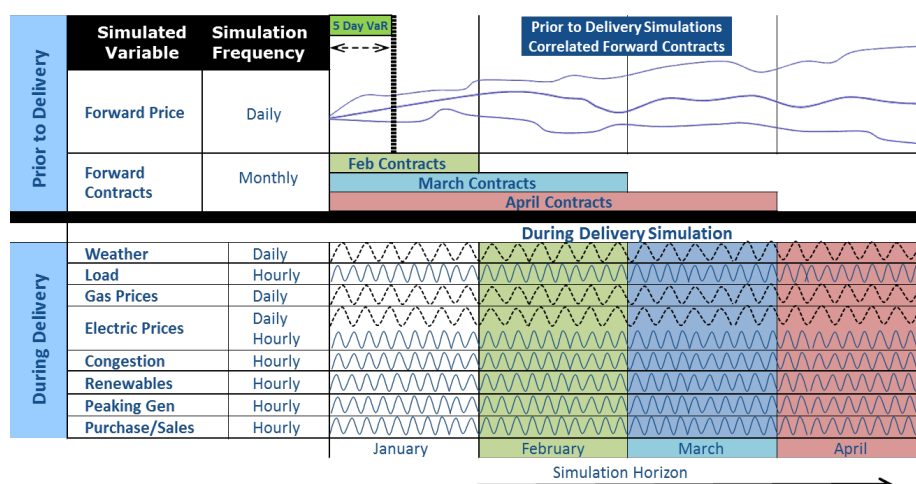 Prior to Delivery
Simulated Variable
Simulation Frequency
5 Day VaR
Prior to Delivery Simulations
Correlated Forward Contracts
Forward Price
Daily
Forward Contracts
Monthly
Feb Contracts
March Contracts
April Contracts
During Delivery
During Delivery Simulation
Weather Daily
Load Hourly
Gas Prices Daily
Electric Prices Daily
Hourly
Congestion Hourly
Renewables Hourly
Peaking Gen Hourly
Purchase/Sales Hourly
January February March April
Simulation Horizon